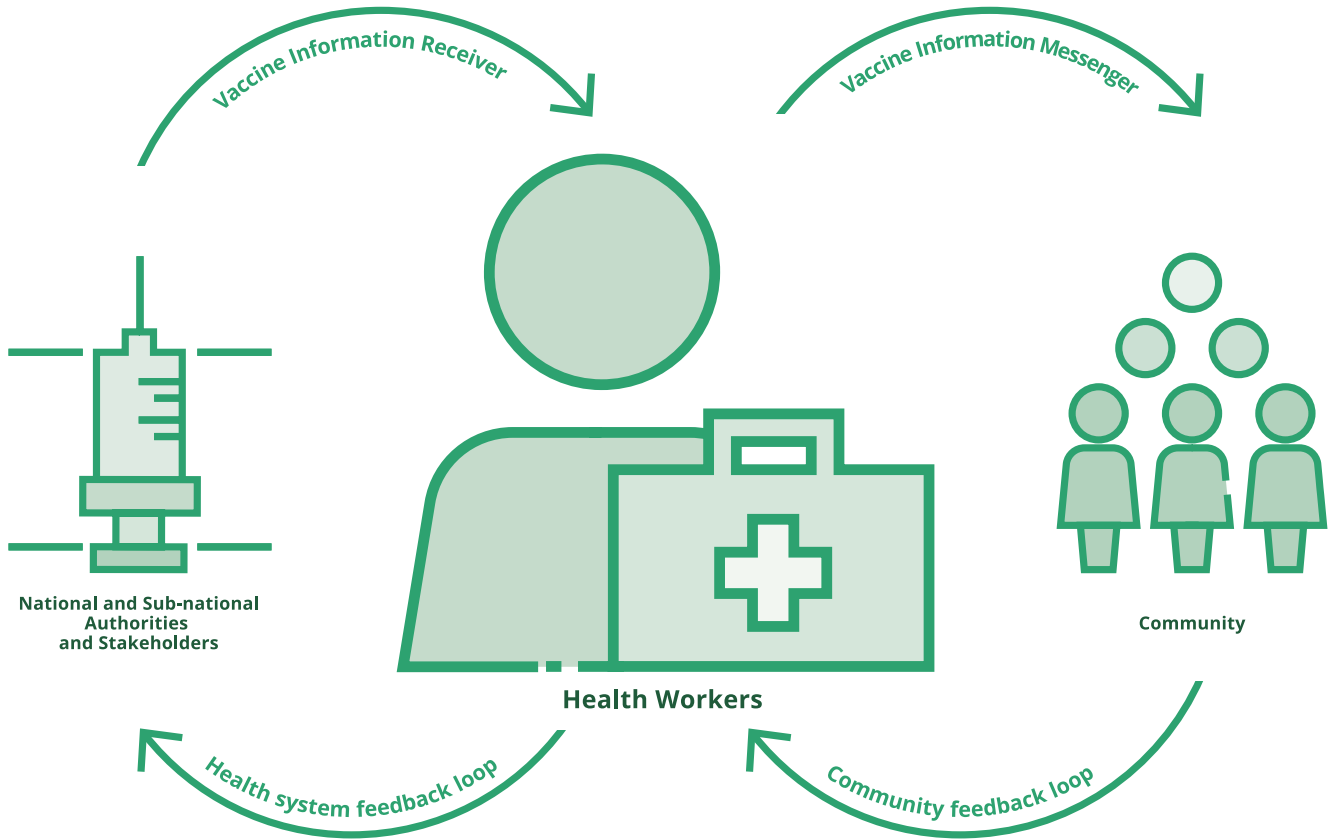 Vaccine Information Receiver
Vaccine Information Messenger
National and Sub-national
Authorities
and Stakeholders
Community
Health Workers
Health system feedback loop
Community feedback loop